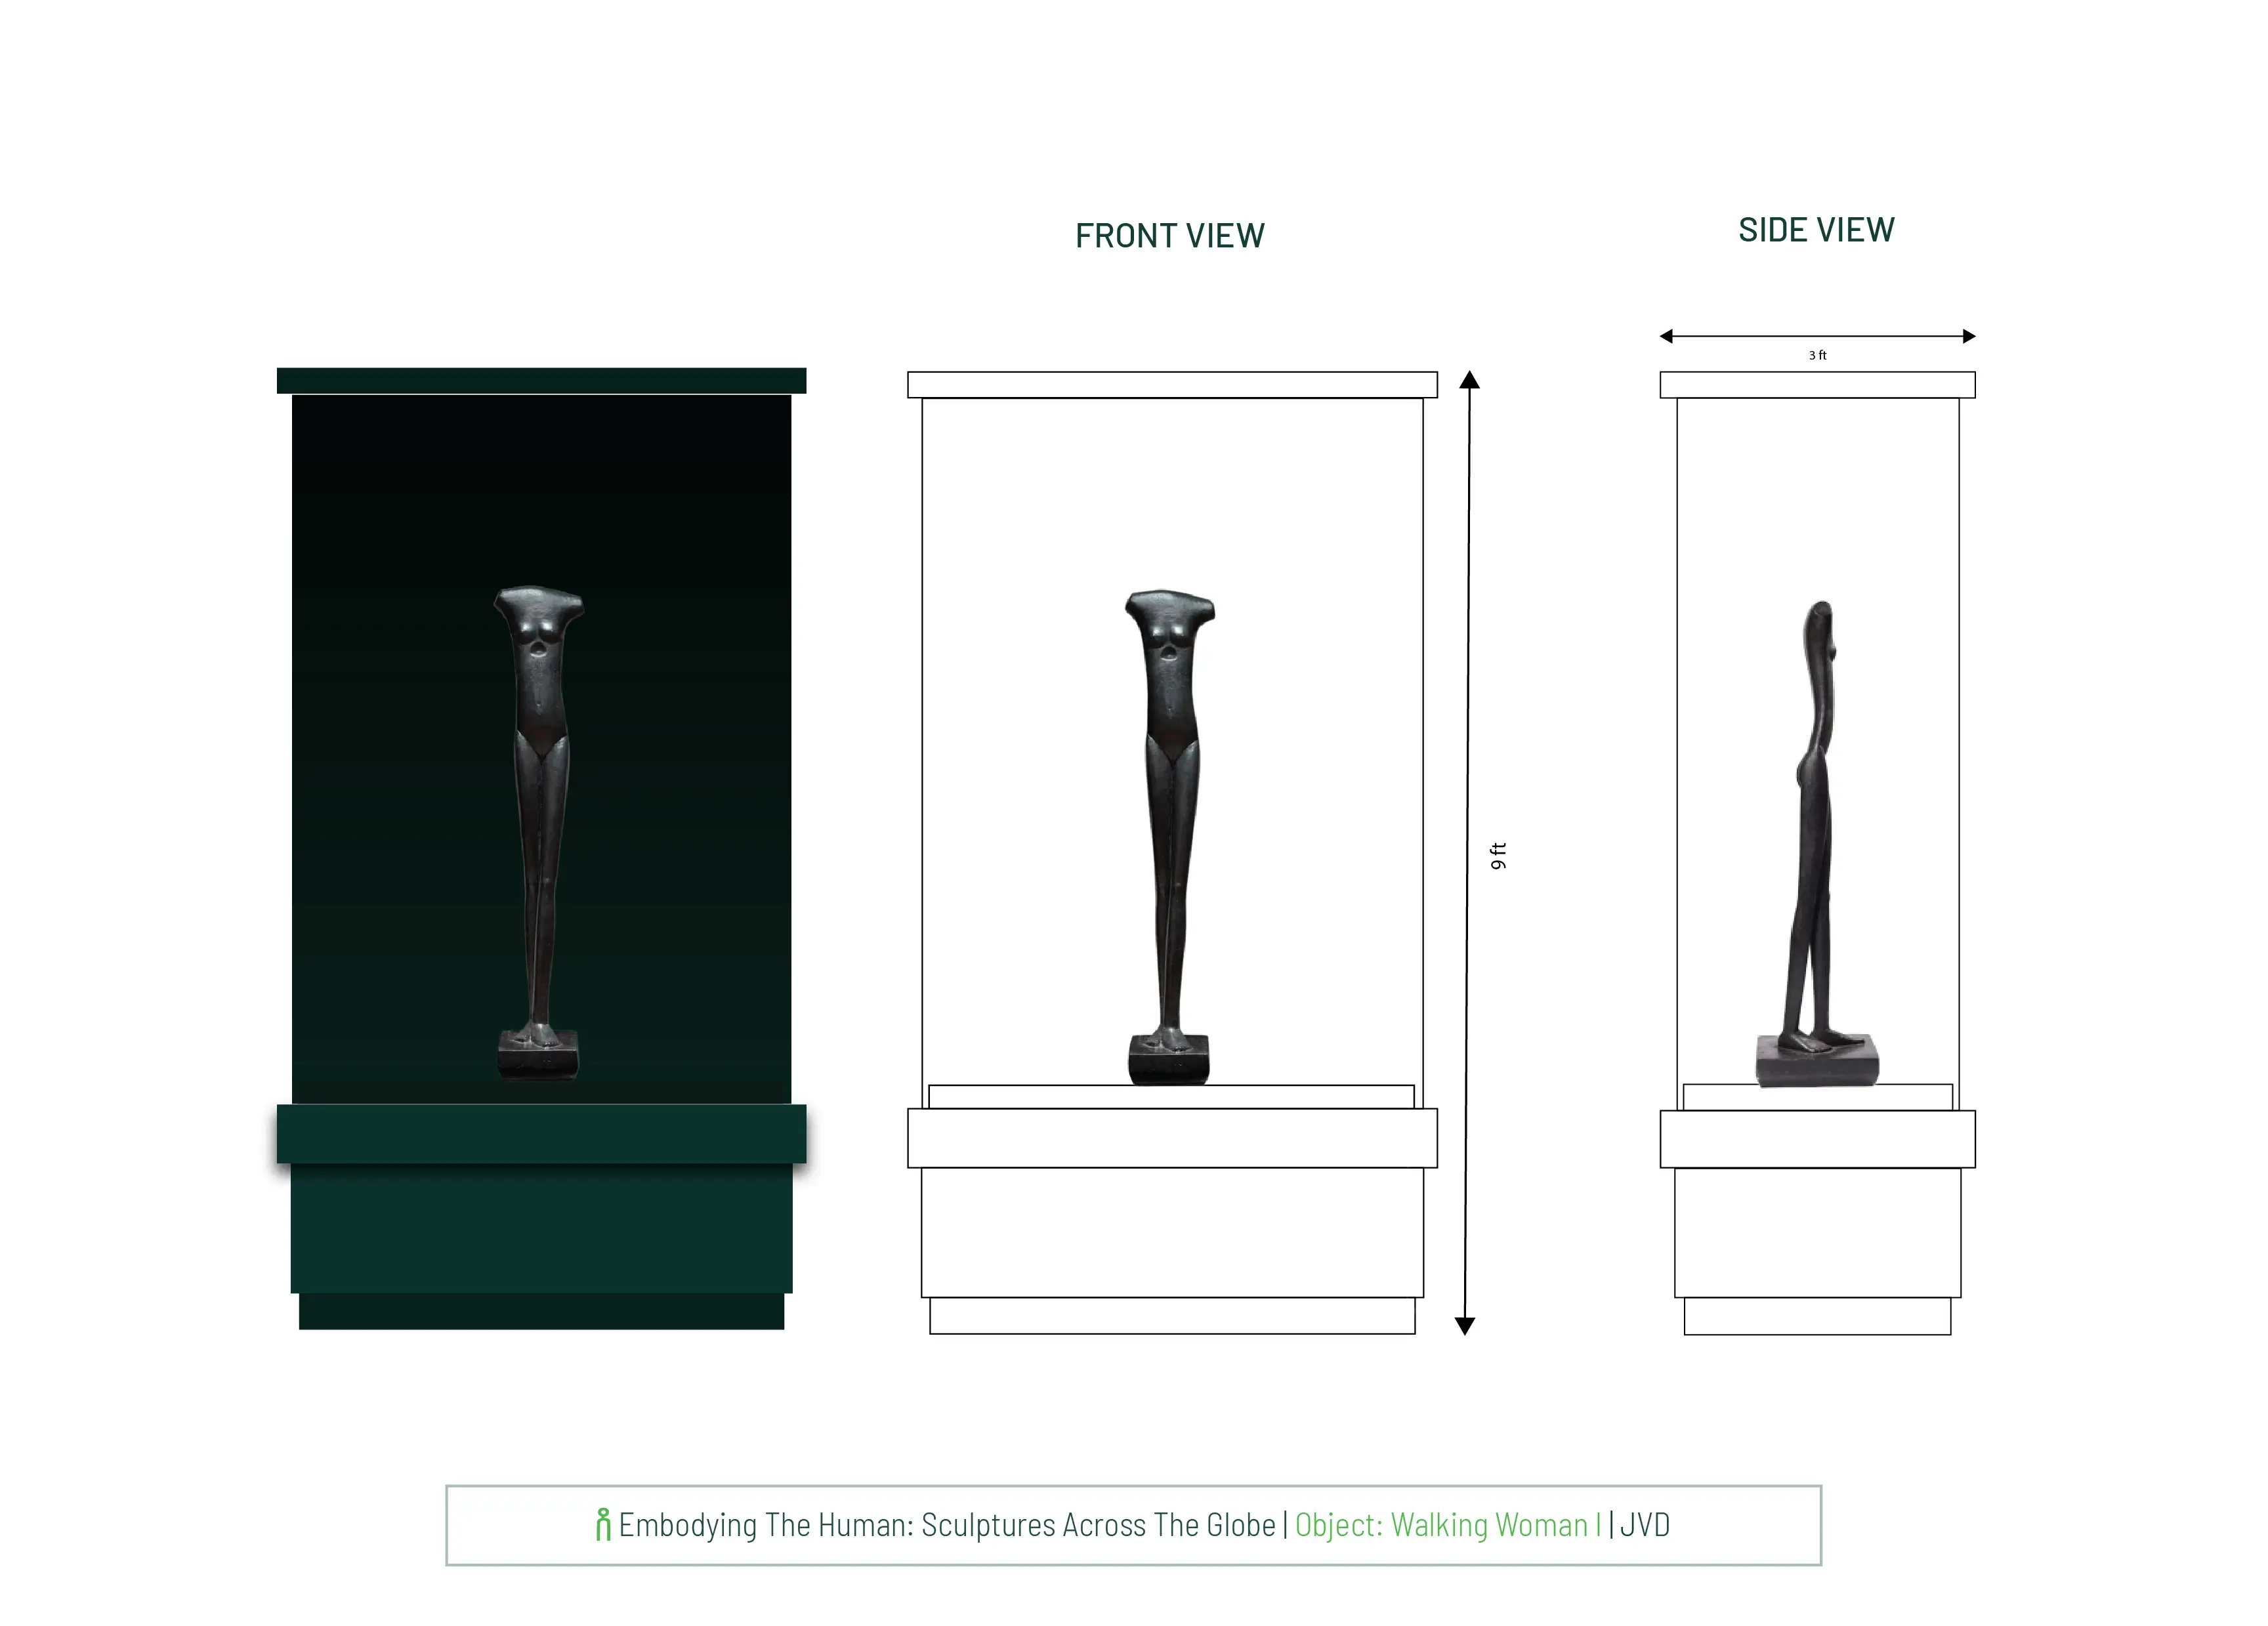 FRONT VIEW
SIDE VIEW
3 ft
9 ft
Embodying The Human: Sculptures Across The Globe | Object: Walking Woman I | JVD